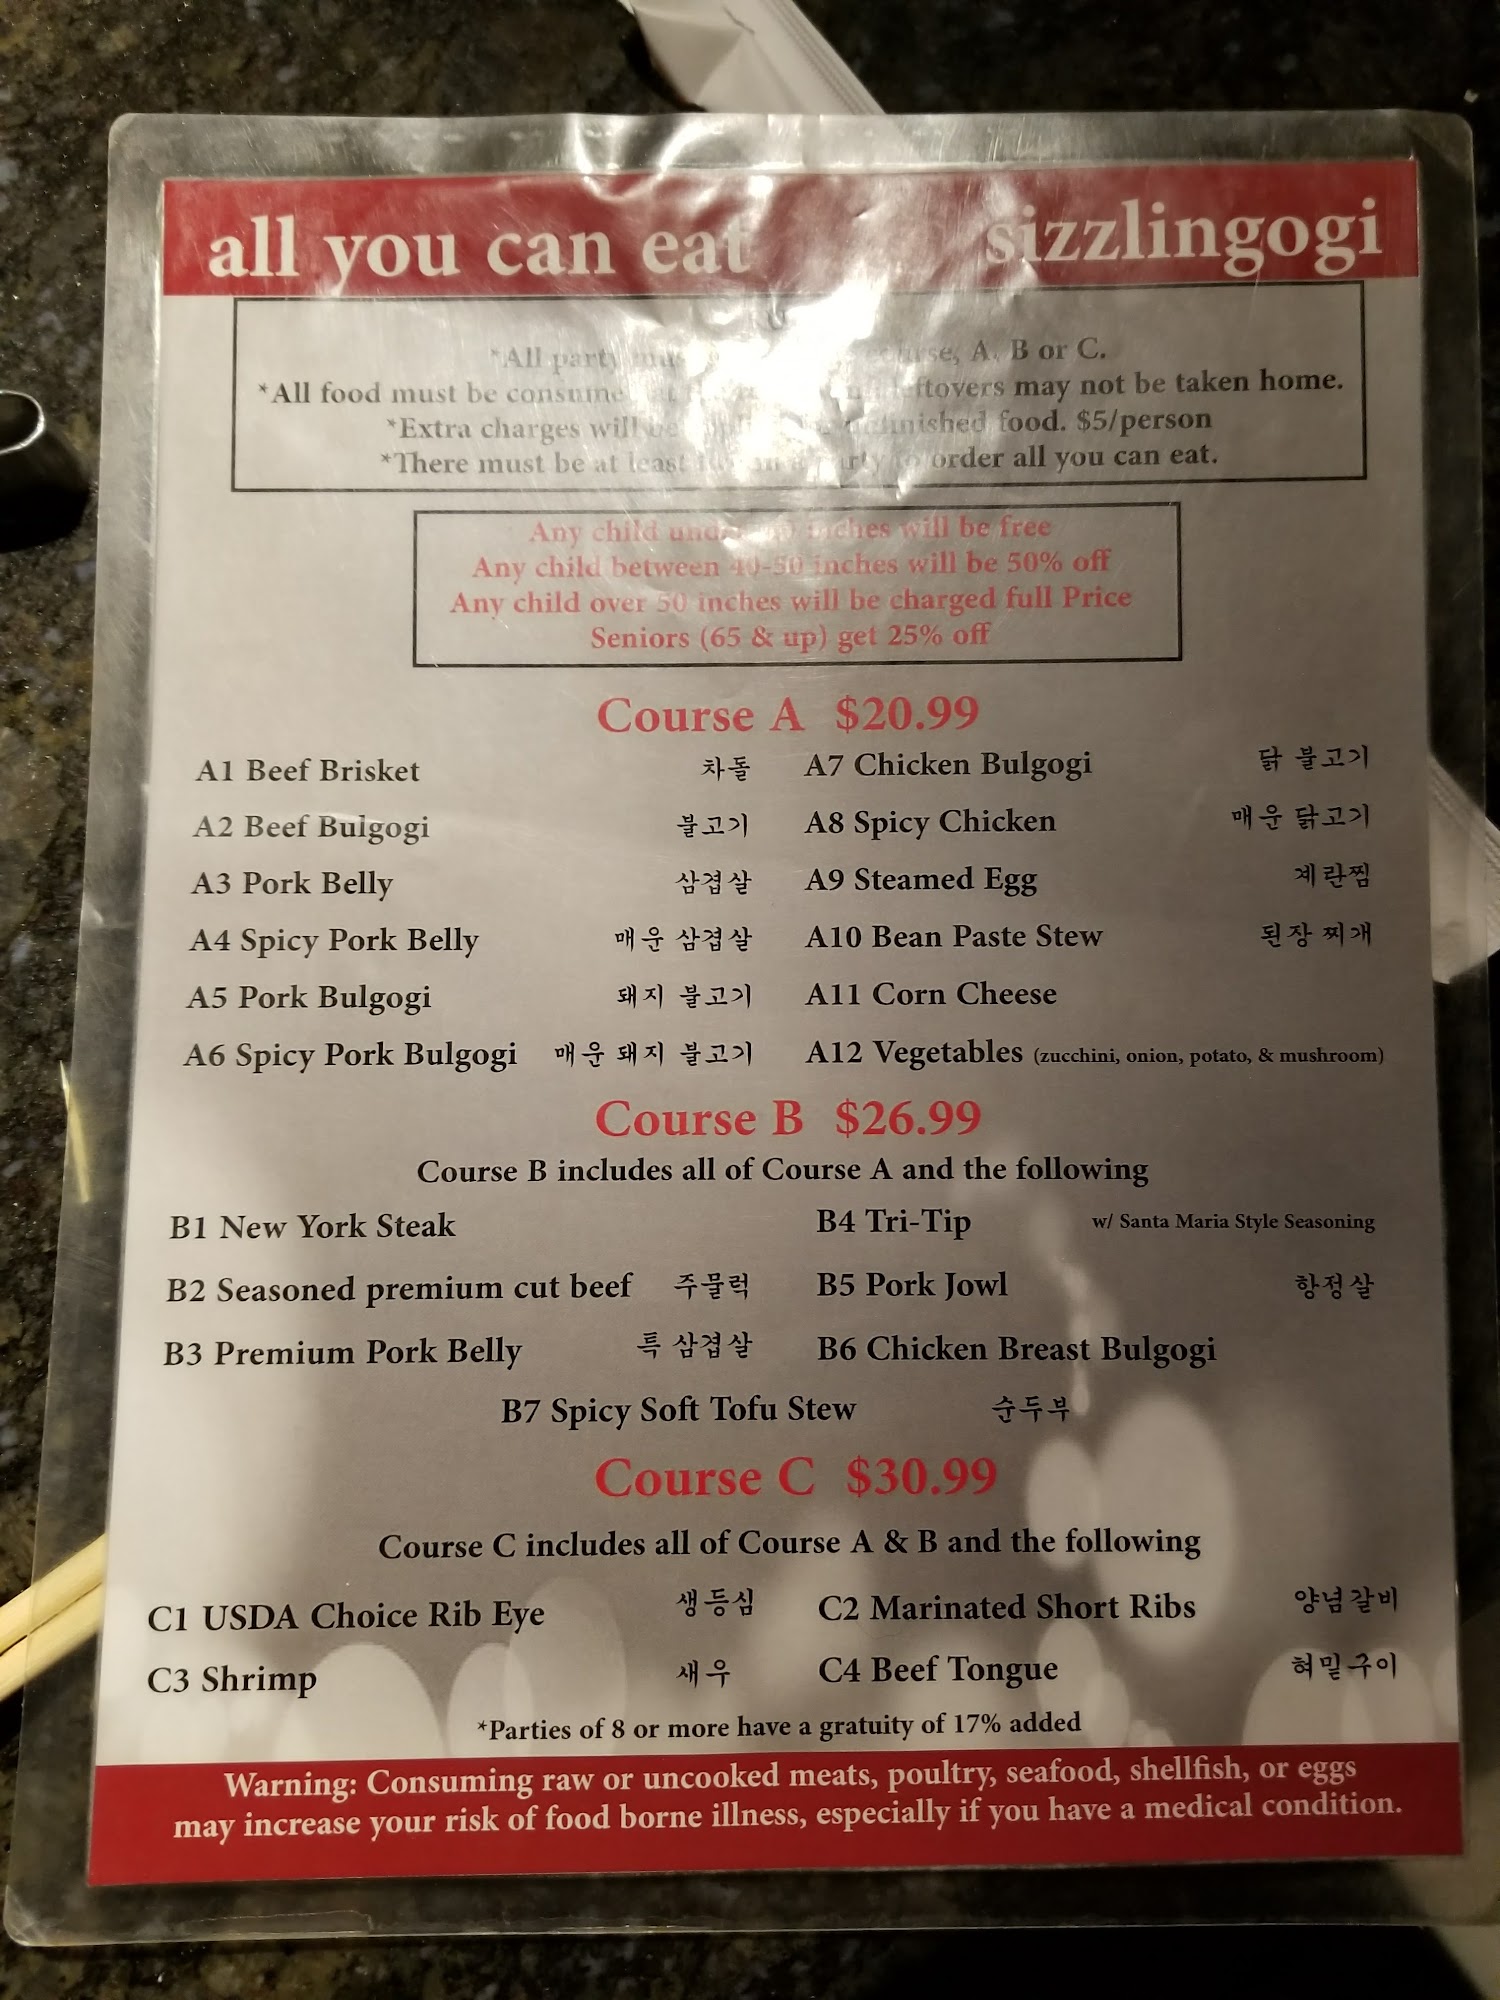 all you can eat sizzlingogi
*All party course, A, B or C.
*All food must be leftovers may not be taken home.
*Extra charges will be food. $5/person
*There must be at least order all you can eat.
Any child under inches will be free
Any child between 40-50 inches will be 50% off
Any child over 50 inches will be charged full Price
Seniors (65 & up) get 25% off
Course A $20.99
A1 Beef Brisket 차돌 A7 Chicken Bulgogi 닭 불고기
A2 Beef Bulgogi 불고기 A8 Spicy Chicken 매운 닭고기
A3 Pork Belly 삼겹살 A9 Steamed Egg 계란찜
A4 Spicy Pork Belly 매운 삼겹살 A10 Bean Paste Stew 된장 찌개
A5 Pork Bulgogi 돼지 불고기 A11 Corn Cheese
A6 Spicy Pork Bulgogi 매운 돼지 불고기 A12 Vegetables (zucchini, onion, potato, & mushroom)
Course B $26.99
Course B includes all of Course A and the following
B1 New York Steak B4 Tri-Tip w/ Santa Maria Style Seasoning
B2 Seasoned premium cut beef 주물럭 B5 Pork Jowl 항정살
B3 Premium Pork Belly 특 삼겹살 B6 Chicken Breast Bulgogi
B7 Spicy Soft Tofu Stew 순두부
Course C $30.99
Course C includes all of Course A & B and the following
C1 USDA Choice Rib Eye 생등심 C2 Marinated Short Ribs 양념갈비
C3 Shrimp 새우 C4 Beef Tongue 혀밑구이
*Parties of 8 or more have a gratuity of 17% added
Warning: Consuming raw or uncooked meats, poultry, seafood, shellfish, or eggs
may increase your risk of food borne illness, especially if you have a medical condition.